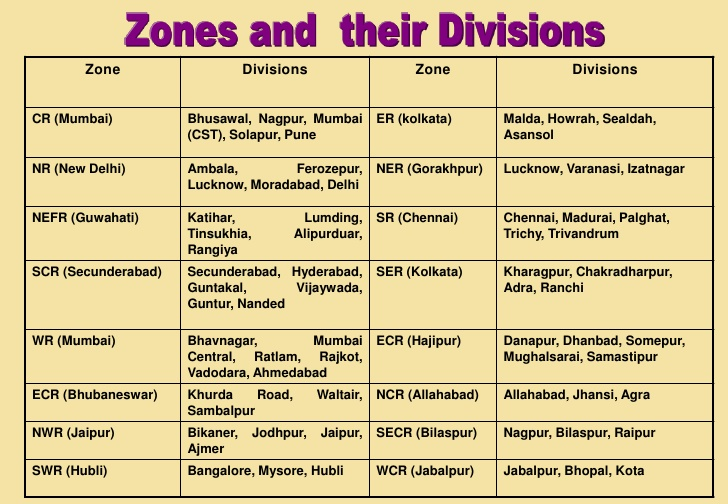 Zones and their Divisions
Zone Divisions Zone Divisions
CR (Mumbai) Bhusawal, Nagpur, Mumbai ER (kolkata) Malda, Howrah, Sealdah,
(CST), Solapur, Pune Asansol
NR (New Delhi) Ambala, Ferozepur, NER (Gorakhpur) Lucknow, Varanasi, Izatnagar
Lucknow, Moradabad, Delhi
NEFR (Guwahati) Katihar, Lumding, SR (Chennai) Chennai, Madurai, Palghat,
Tinsukhia, Alipurduar, Trichy, Trivandrum
Rangiya
SCR (Secunderabad) Secunderabad, Hyderabad, SER (Kolkata) Kharagpur, Chakradharpur,
Guntakal, Vijaywada, Adra, Ranchi
Guntur, Nanded
WR (Mumbai) Bhavnagar, Mumbai ECR (Hajipur) Danapur, Dhanbad, Somepur,
Central, Ratlam, Rajkot, Mughalsarai, Samastipur
Vadodara, Ahmedabad
ECR (Bhubaneswar) Khurda Road, Waltair, NCR (Allahabad) Allahabad, Jhansi, Agra
Sambalpur
NWR (Jaipur) Bikaner, Jodhpur, Jaipur, SECR (Bilaspur) Nagpur, Bilaspur, Raipur
Ajmer
SWR (Hubli) Bangalore, Mysore, Hubli WCR (Jabalpur) Jabalpur, Bhopal, Kota